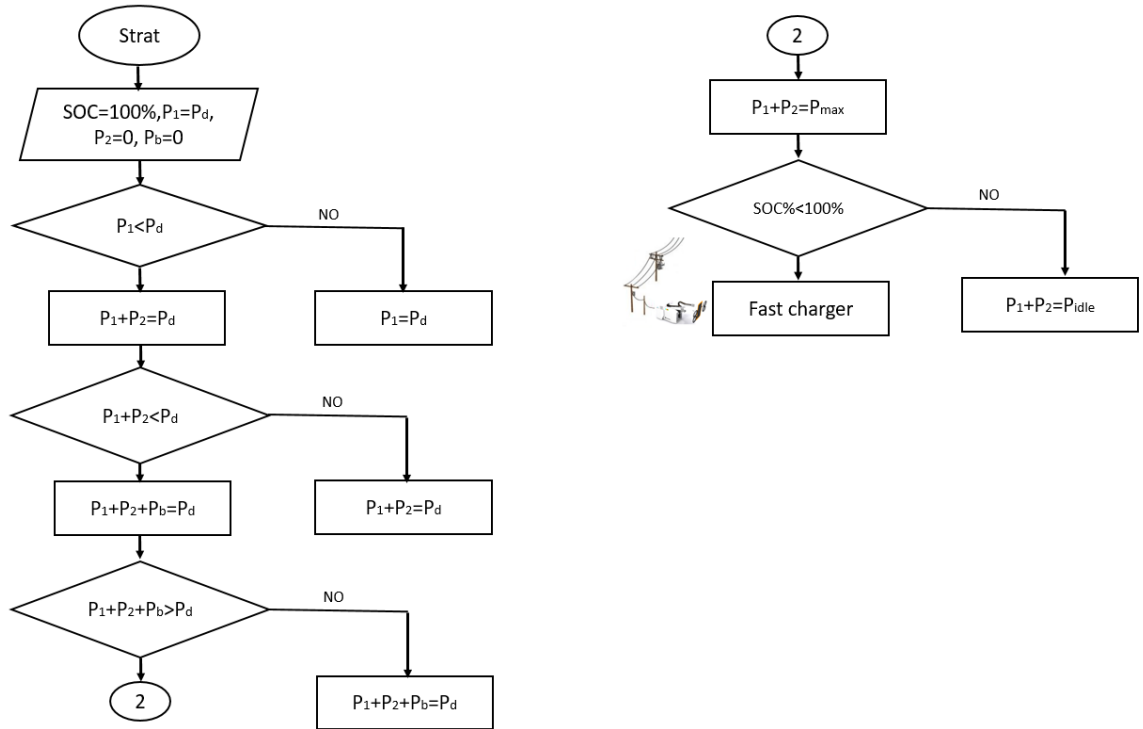 Strat
SOC=100%,P₁=Pd,
P₂=0, Pb=0
P₁<Pd
NO
P₁+P₂=Pd
P₁=Pd
P₁+P₂<Pd
NO
P₁+P₂+Pb=Pd
P₁+P₂=Pd
P₁+P₂+Pb>Pd
NO
2
P₁+P₂+Pb=Pd
2
P₁+P₂=Pmax
SOC%<100%
NO
Fast charger
P₁+P₂=Pidle